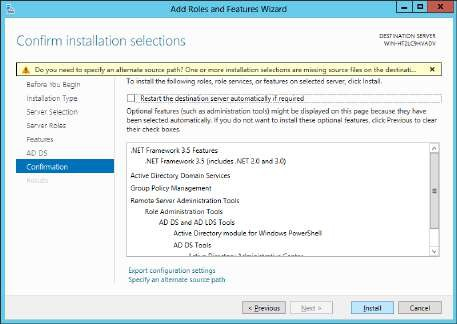 Add Roles and Features Wizard
Confirm installation selections
DESTINATION SERVER
Do you need to specify an alternate source path? One or more installation selections are missing source files on the destinati...
Before You Begin
Installation Type
Server Selection
Server Roles
Features
AD DS
Confirmation
Results
To install the following roles, role services, or features on selected server, click Install.
Restart the destination server automatically if required
Optional features (such as administration tools) might be displayed on this page because they have
been selected automatically. If you do not want to install these optional features, click Previous to clear
their check boxes.
.NET Framework 3.5 Features
.NET Framework 3.5 (includes .NET 2.0 and 3.0)
Active Directory Domain Services
Group Policy Management
Remote Server Administration Tools
Role Administration Tools
AD DS and AD LDS Tools
Active Directory module for Windows PowerShell
AD DS Tools
Active Directory Administrative Center
Export configuration settings
Specify an alternate source path
< Previous
Next >
Install
Cancel